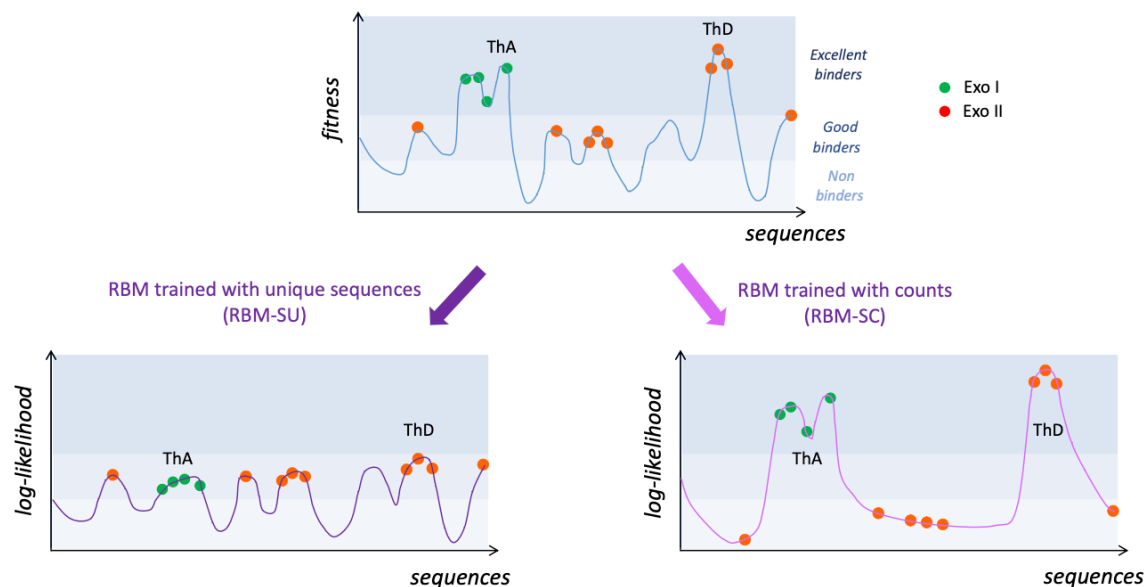 fitness
ThA
ThD
Excellent
binders
Good
binders
Non
binders
Exo I
Exo II
sequences
RBM trained with unique sequences
(RBM-SU)
RBM trained with counts
(RBM-SC)
log-likelihood
ThA
ThD
sequences
log-likelihood
ThA
ThD
sequences